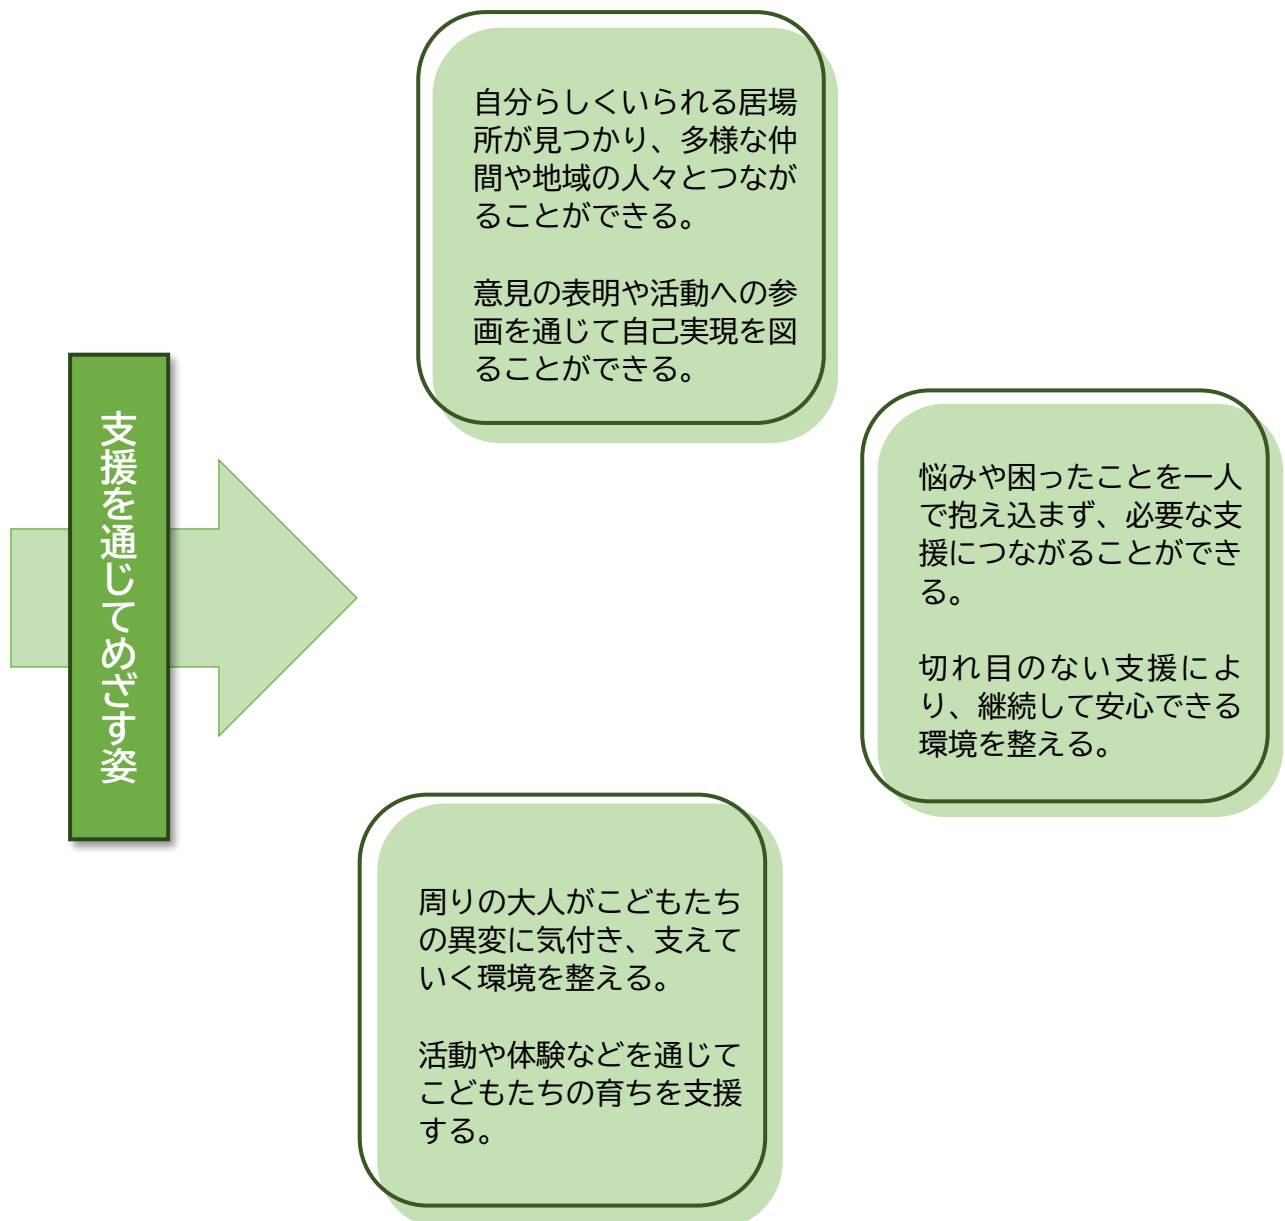 支援を通じてめざす姿
自分らしくいられる居場
所が見つかり、多様な仲
間や地域の人々とつなが
ることができる。
意見の表明や活動への参
画を通じて自己実現を図
ることができる。
悩みや困ったことを一人
で抱え込まず、必要な支
援につながることができ
る。
切れ目のない支援によ
り、継続して安心できる
環境を整える。
周りの大人がこどもたち
の異変に気付き、支えて
いく環境を整える。
活動や体験などを通じて
こどもたちの育ちを支援
する。